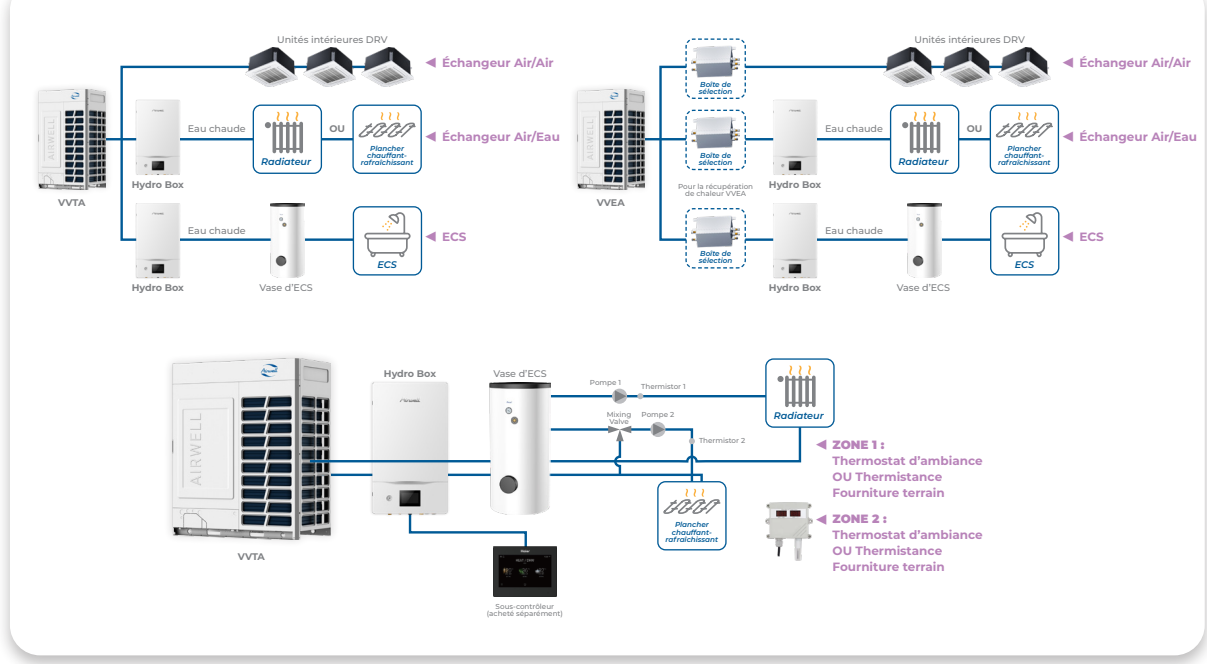 Unités intérieures DRV
Échangeur Air/Air
AIRWELL
Eau chaude
Radiateur
OU
Plancher
chauffant-
rafraîchissant
Échangeur Air/Eau
Hydro Box
VVTA
Eau chaude
ECS
ECS
Hydro Box
Vase d'ECS
Unités intérieures DRV
Boîte de
sélection
Échangeur Air/Air
AIRWELL
Boîte de
sélection
Eau chaude
Radiateur
OU
Plancher
chauffant-
rafraîchissant
Échangeur Air/Eau
Hydro Box
Pour la récupération
de chaleur VVEA
VVEA
Boîte de
sélection
Eau chaude
ECS
ECS
Hydro Box
Vase d'ECS
Airwell
AIRWELL
VVTA
Hydro Box
Airwell
Vase d'ECS
Pompe 1
Thermistor 1
Mixing
Valve
Pompe 2
Thermistor 2
Radiateur
Plancher
chauffant-
rafraîchissant
ZONE 1 :
Thermostat d'ambiance
OU Thermistance
Fourniture terrain
ZONE 2 :
Thermostat d'ambiance
OU Thermistance
Fourniture terrain
Sous-contrôleur
(acheté séparément)